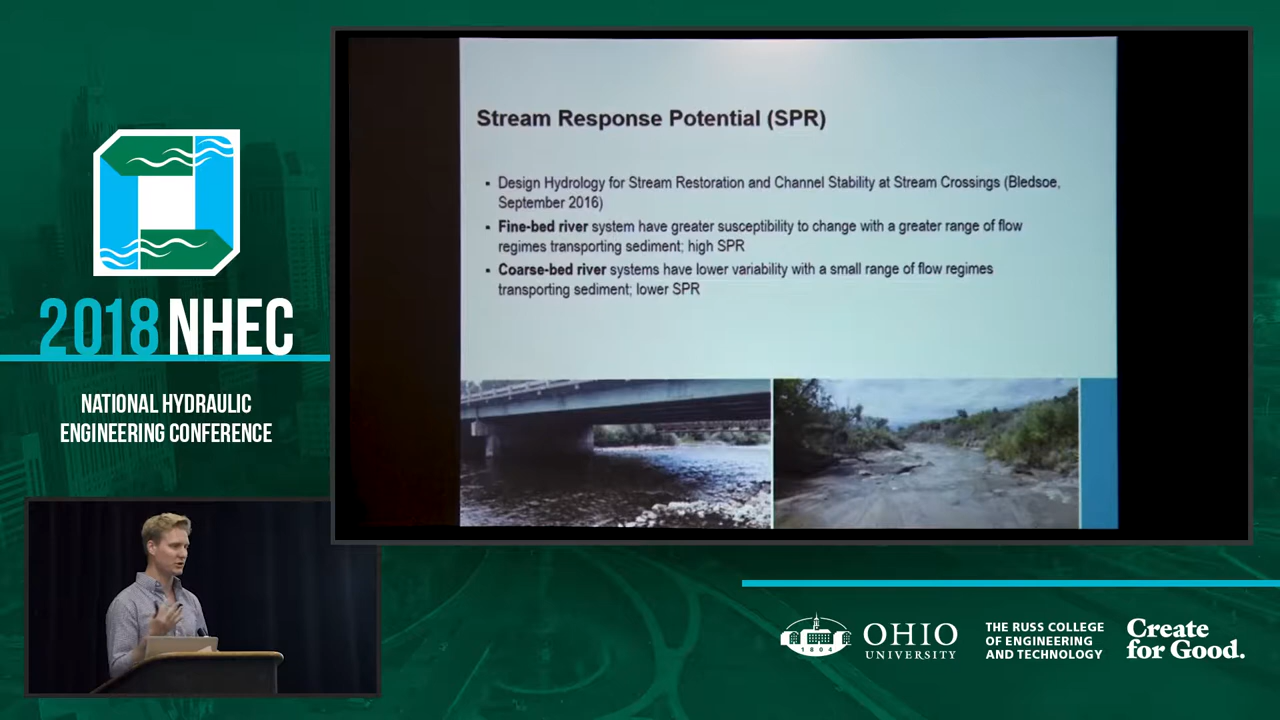 2018 NHEC
NATIONAL HYDRAULIC
ENGINEERING CONFERENCE
Stream Response Potential (SPR)
▪ Design Hydrology for Stream Restoration and Channel Stability at Stream Crossings (Bledsoe,
September 2016)
▪ Fine-bed river system have greater susceptibility to change with a greater range of flow
regimes transporting sediment; high SPR
▪ Coarse-bed river systems have lower variability with a small range of flow regimes
transporting sediment; lower SPR
1804
OHIO
UNIVERSITY
THE RUSS COLLEGE
OF ENGINEERING
AND TECHNOLOGY
Create
for Good.